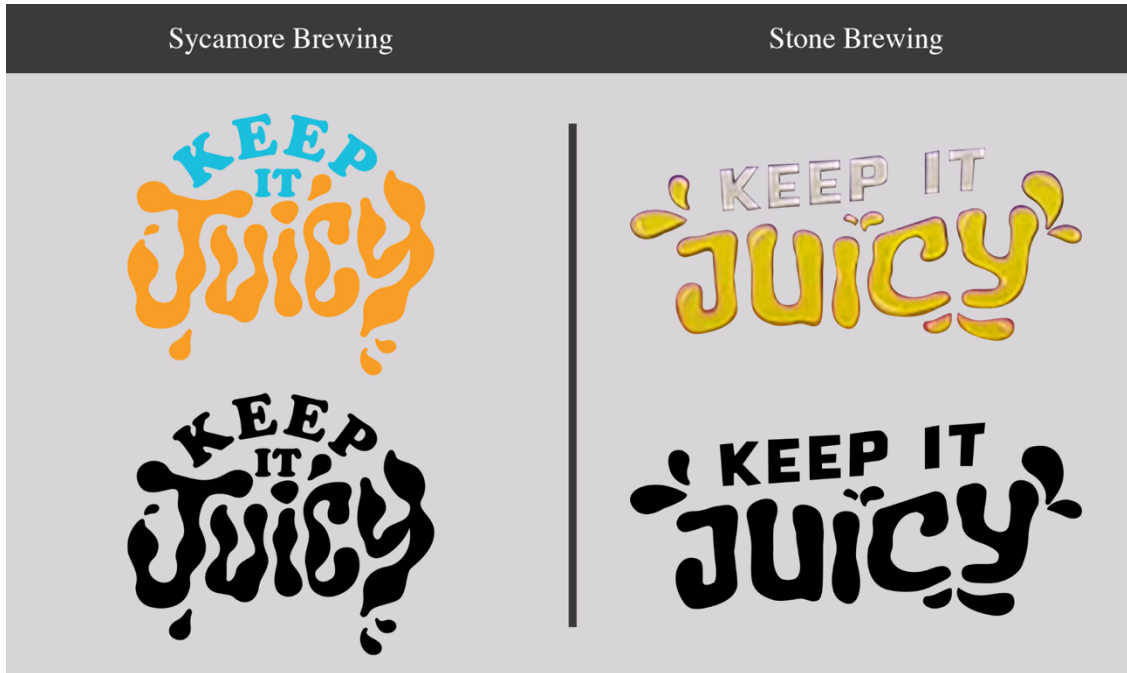 Sycamore Brewing
Stone Brewing
KEEP
IT
JUICY
KEEP IT
JUICY
KEEP
IT
JUICY
KEEP IT
JUICY